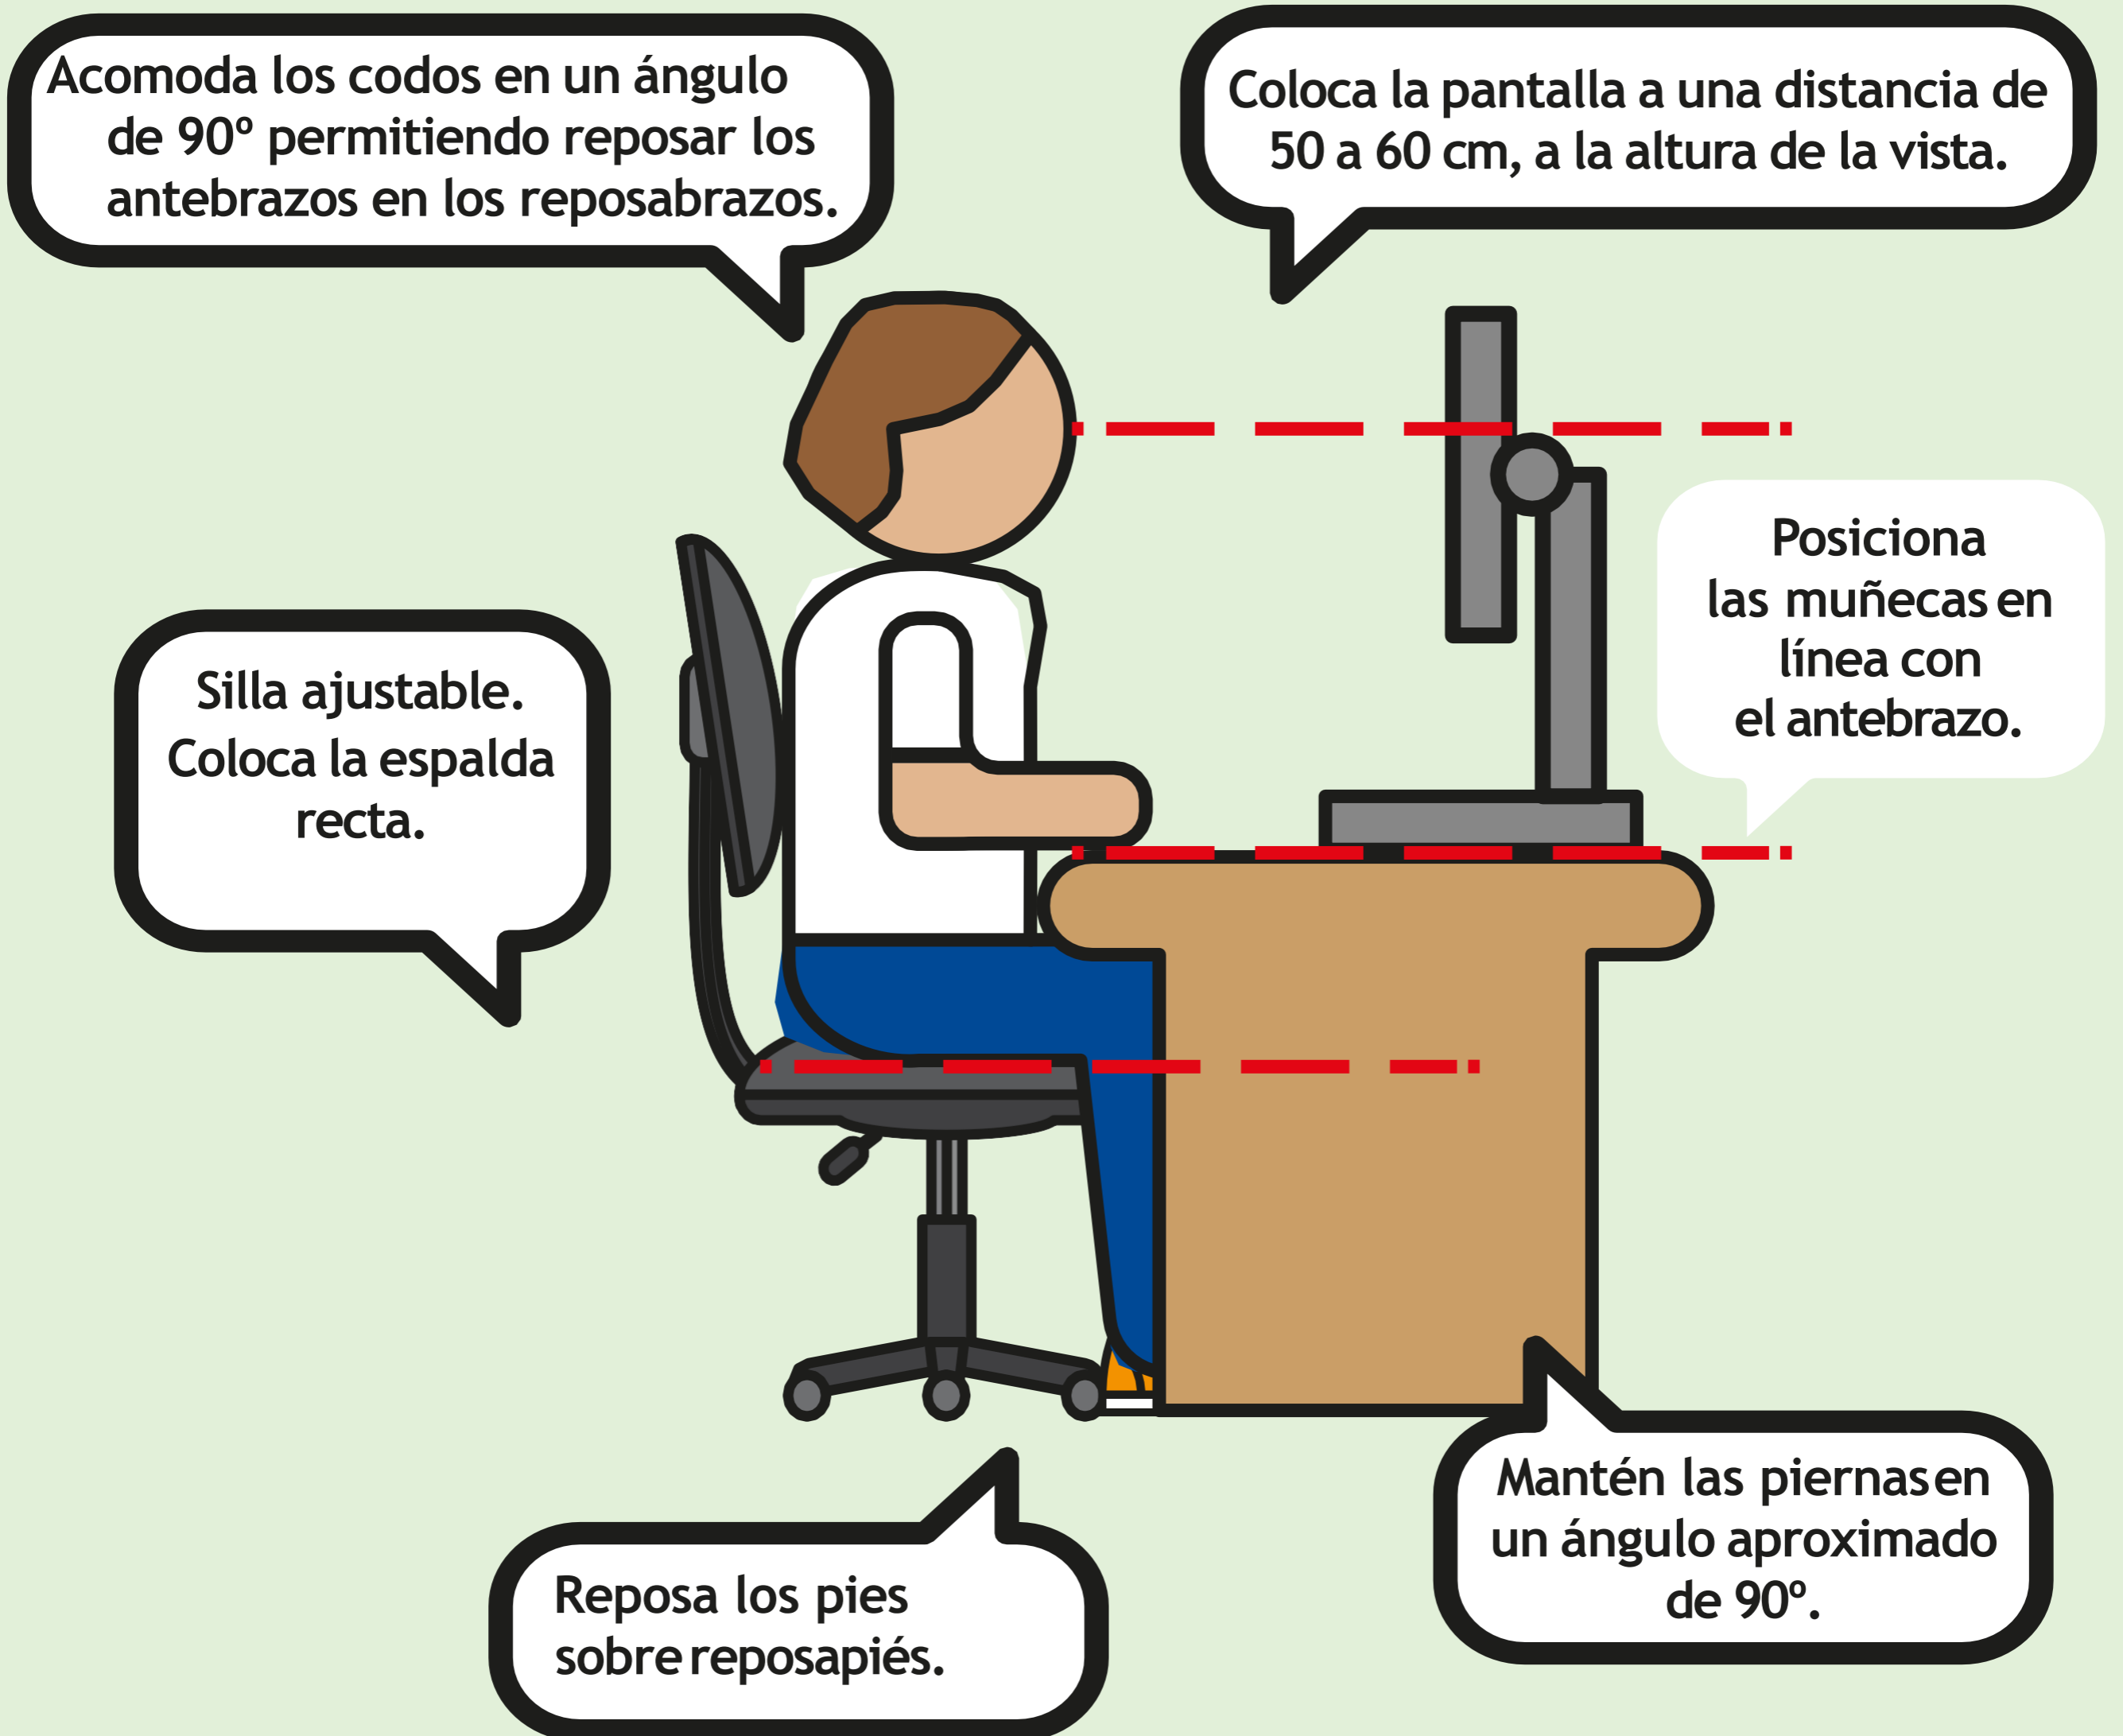 Acomoda los codos en un ángulo
de 90º permitiendo reposar los
antebrazos en los reposabrazos.
Coloca la pantalla a una distancia de
50 a 60 cm, a la altura de la vista.
Posiciona
las muñecas en
línea con
el antebrazo.
Silla ajustable.
Coloca la espalda
recta.
Mantén las piernas en
un ángulo aproximado
de 90º.
Reposa los pies
sobre reposapiés.